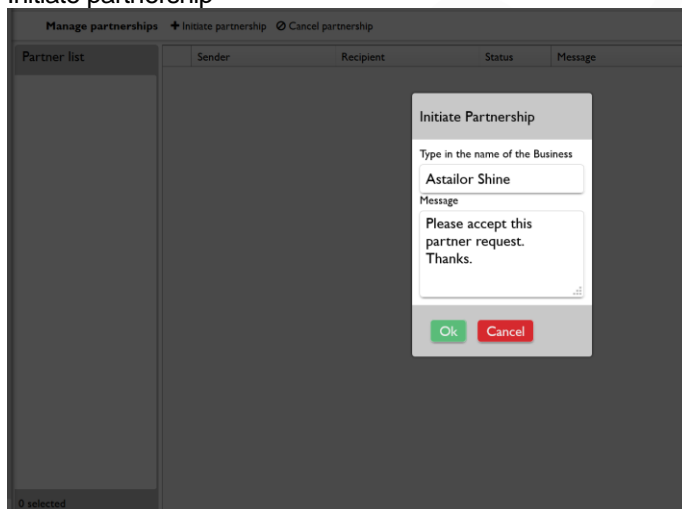 Initiate partnership
Manage partnerships Initiate partnership Cancel partnership
Partner list Sender Recipient Status Message
Initiate Partnership
Type in the name of the Business
Astailor Shine
Message
Please accept this
partner request.
Thanks.
Ok Cancel
0 selected